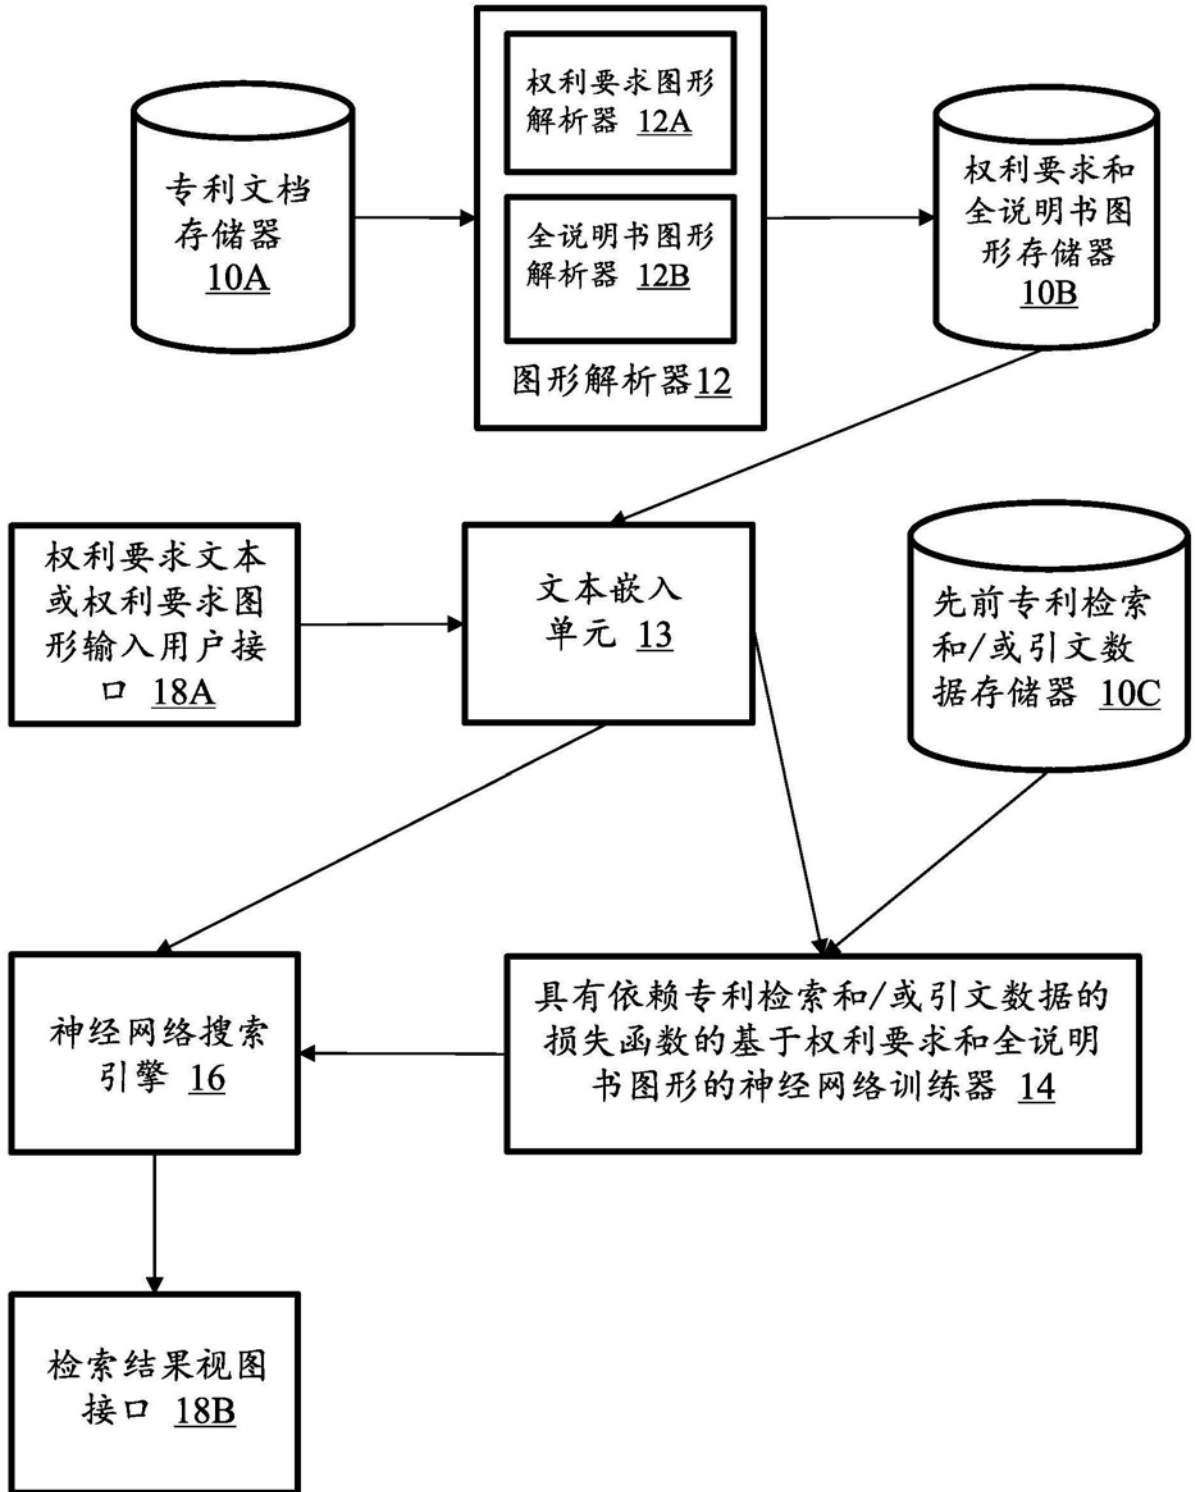 权利要求图形
解析器 12A
专利文档
存储器
10A
全说明书图形
解析器 12B
图形解析器12
权利要求和
全说明书图
形存储器
10B
权利要求文本
或权利要求图
形输入用户接
口 18A
文本嵌入
单元 13
先前专利检索
和/或引文数
据存储器 10C
神经网络搜索
引擎 16
具有依赖专利检索和/或引文数据的
损失函数的基于权利要求和全说明
书图形的神经网络训练器 14
检索结果视图
接口 18B